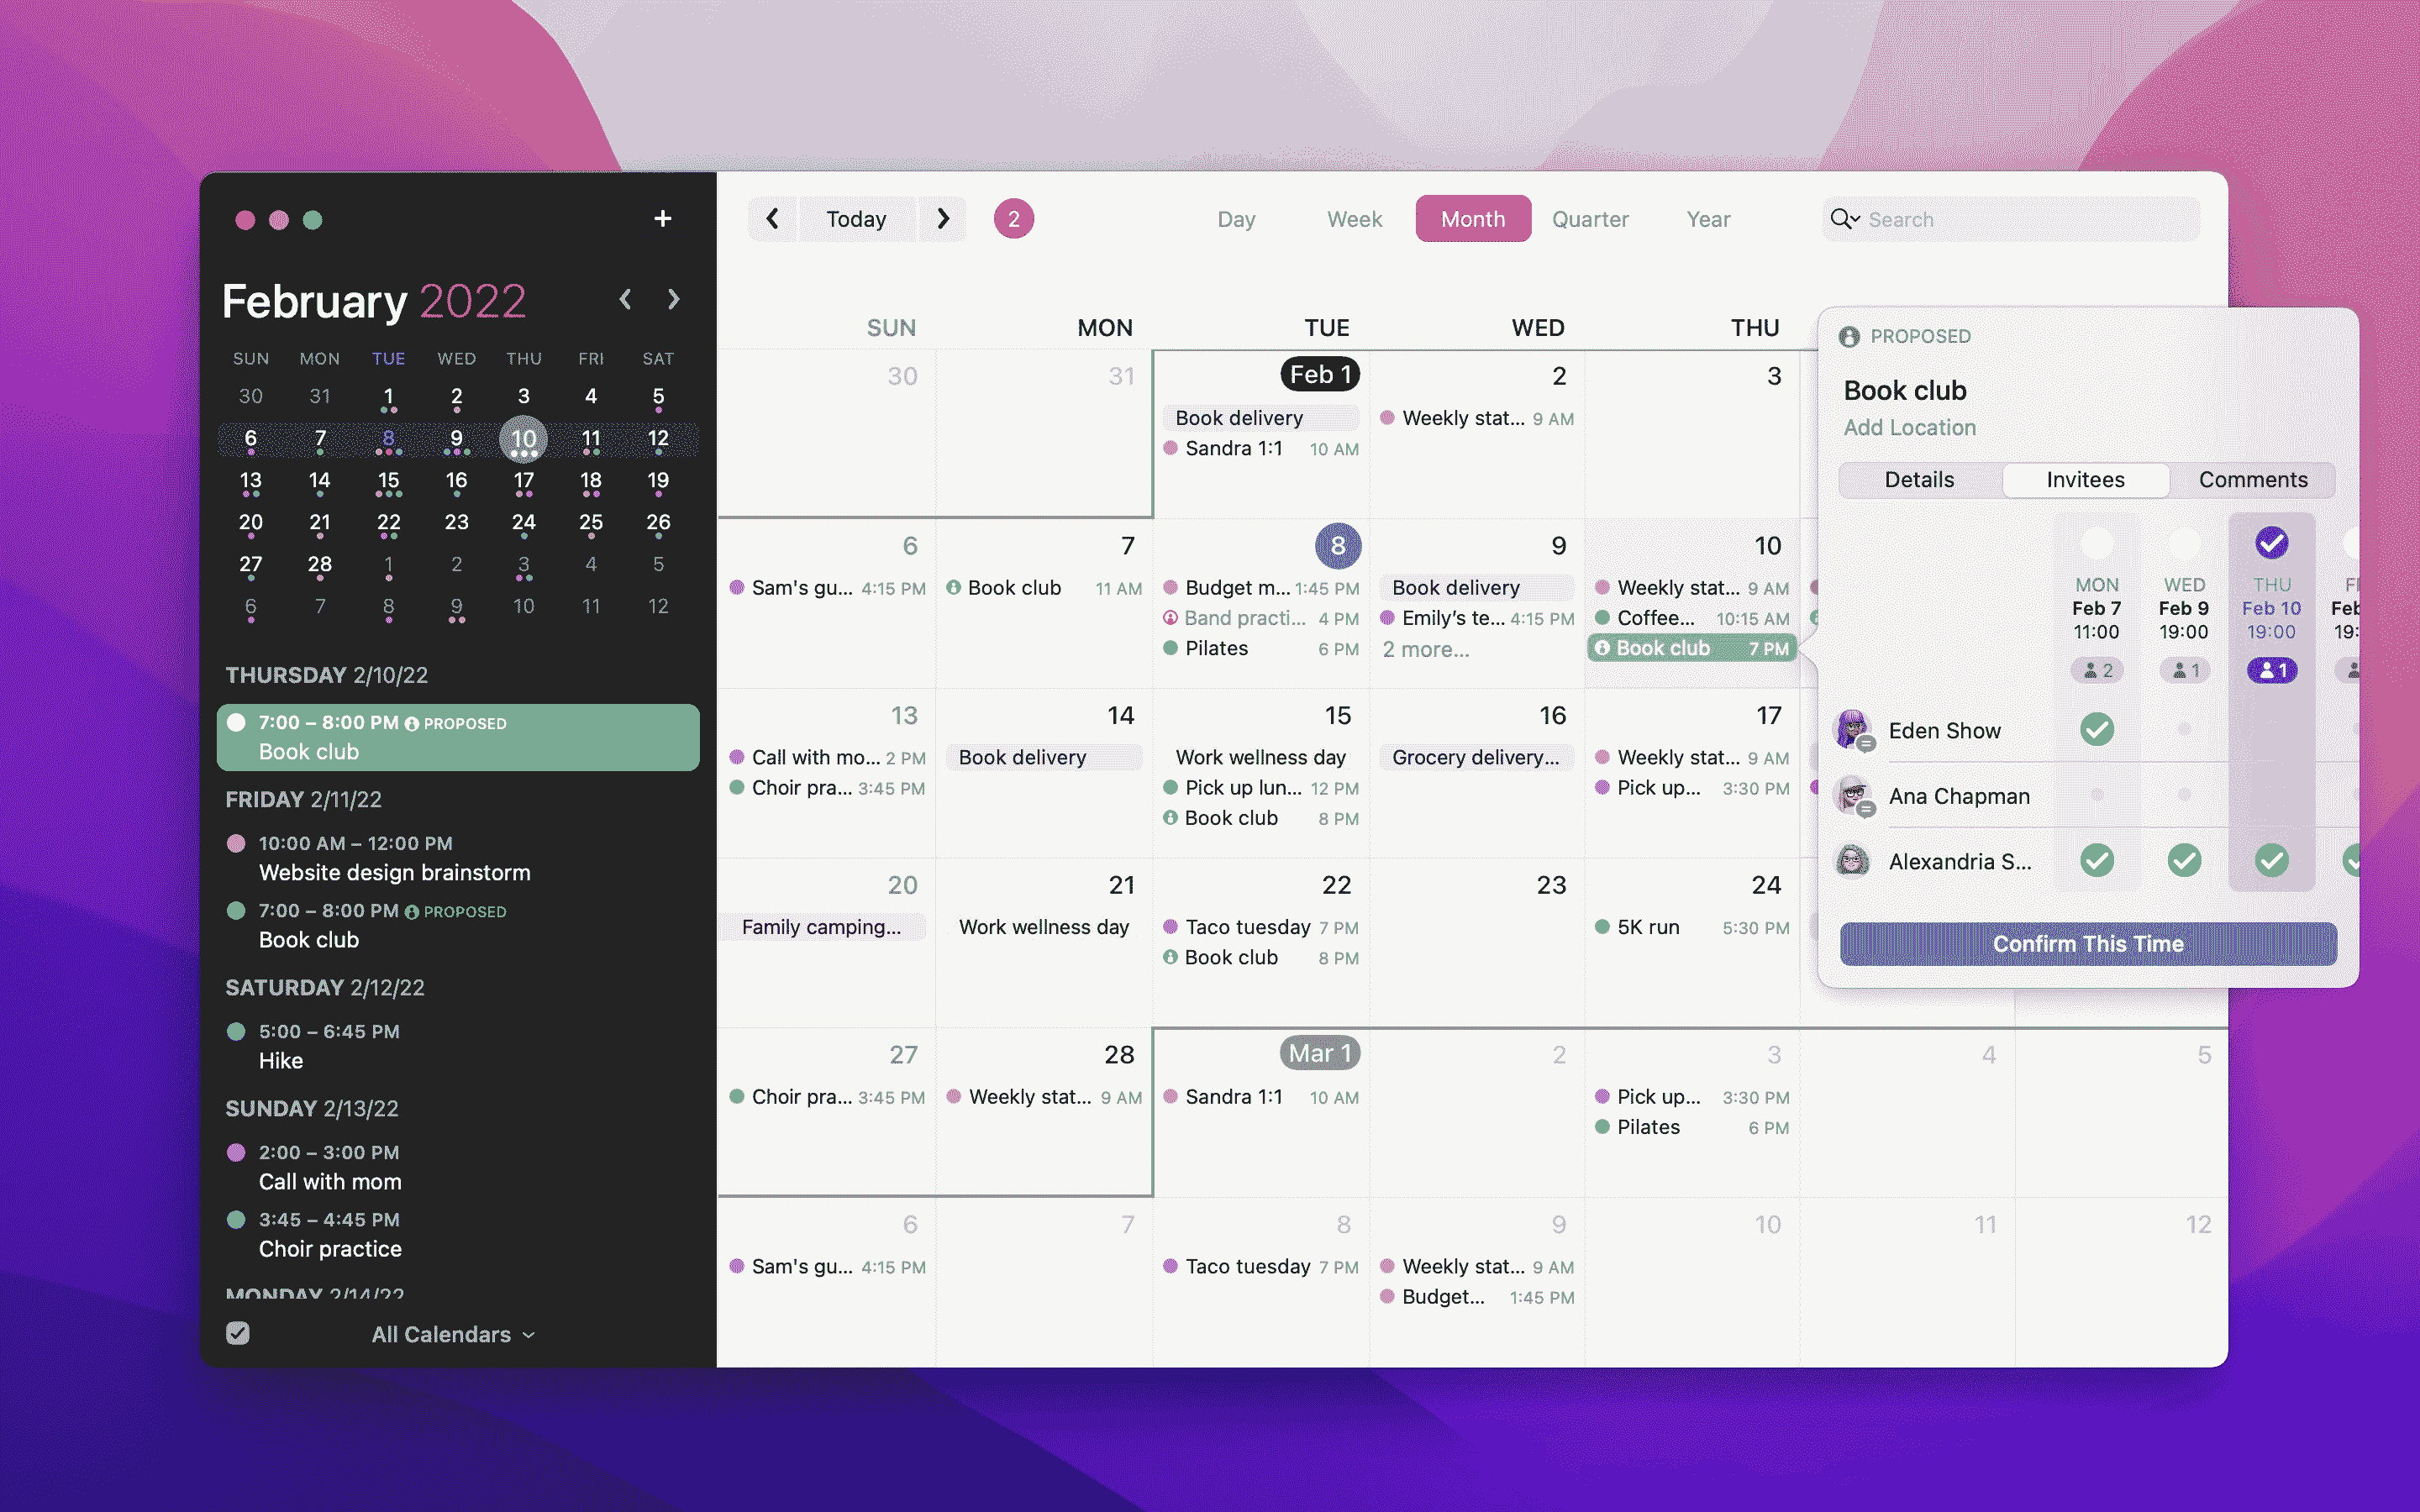 Today
2
Day
Week
Month
Quarter
Year
Search
February 2022
SUN MON TUE WED THU FRI SAT
30 31 1 2 3 4 5
6 7 8 9 10 11 12
13 14 15 16 17 18 19
20 21 22 23 24 25 26
27 28 1 2 3 4 5
6 7 8 9 10 11 12
THURSDAY 2/10/22
7:00 – 8:00 PM PROPOSED
Book club
FRIDAY 2/11/22
10:00 AM – 12:00 PM
Website design brainstorm
7:00 – 8:00 PM PROPOSED
Book club
SATURDAY 2/12/22
5:00 – 6:45 PM
Hike
SUNDAY 2/13/22
2:00 – 3:00 PM
Call with mom
3:45 – 4:45 PM
Choir practice
MONDAY 2/14/22
All Calendars
SUN MON TUE WED THU
30 31 Feb 1 2 3
Book delivery
Sandra 1:1 10 AM
Weekly stat... 9 AM
6 7 8 9 10
Sam's gu... 4:15 PM
Book club 11 AM
Budget m... 1:45 PM
Band practi... 4 PM
Pilates 6 PM
Book delivery
Emily’s te... 4:15 PM
2 more...
Weekly stat... 9 AM
Coffee... 10:15 AM
Book club 7 PM
13 14 15 16 17
Call with mo... 2 PM
Choir pra... 3:45 PM
Book delivery
Work wellness day
Pick up lun... 12 PM
Book club 8 PM
Grocery delivery...
Weekly stat... 9 AM
Pick up... 3:30 PM
20 21 22 23 24
Family camping...
Work wellness day
Taco tuesday 7 PM
Book club 8 PM
5K run 5:30 PM
27 28 Mar 1 2 3 4 5
Choir pra... 3:45 PM
Weekly stat... 9 AM
Sandra 1:1 10 AM
Pick up... 3:30 PM
Pilates 6 PM
6 7 8 9 10 11 12
Sam's gu... 4:15 PM
Taco tuesday 7 PM
Weekly stat... 9 AM
Budget... 1:45 PM
PROPOSED
Book club
Add Location
Details Invitees Comments
MON WED THU
Feb 7 Feb 9 Feb 10 Feb
11:00 19:00 19:00 19:
2 1 1
Eden Show
Ana Chapman
Alexandria S...
Confirm This Time